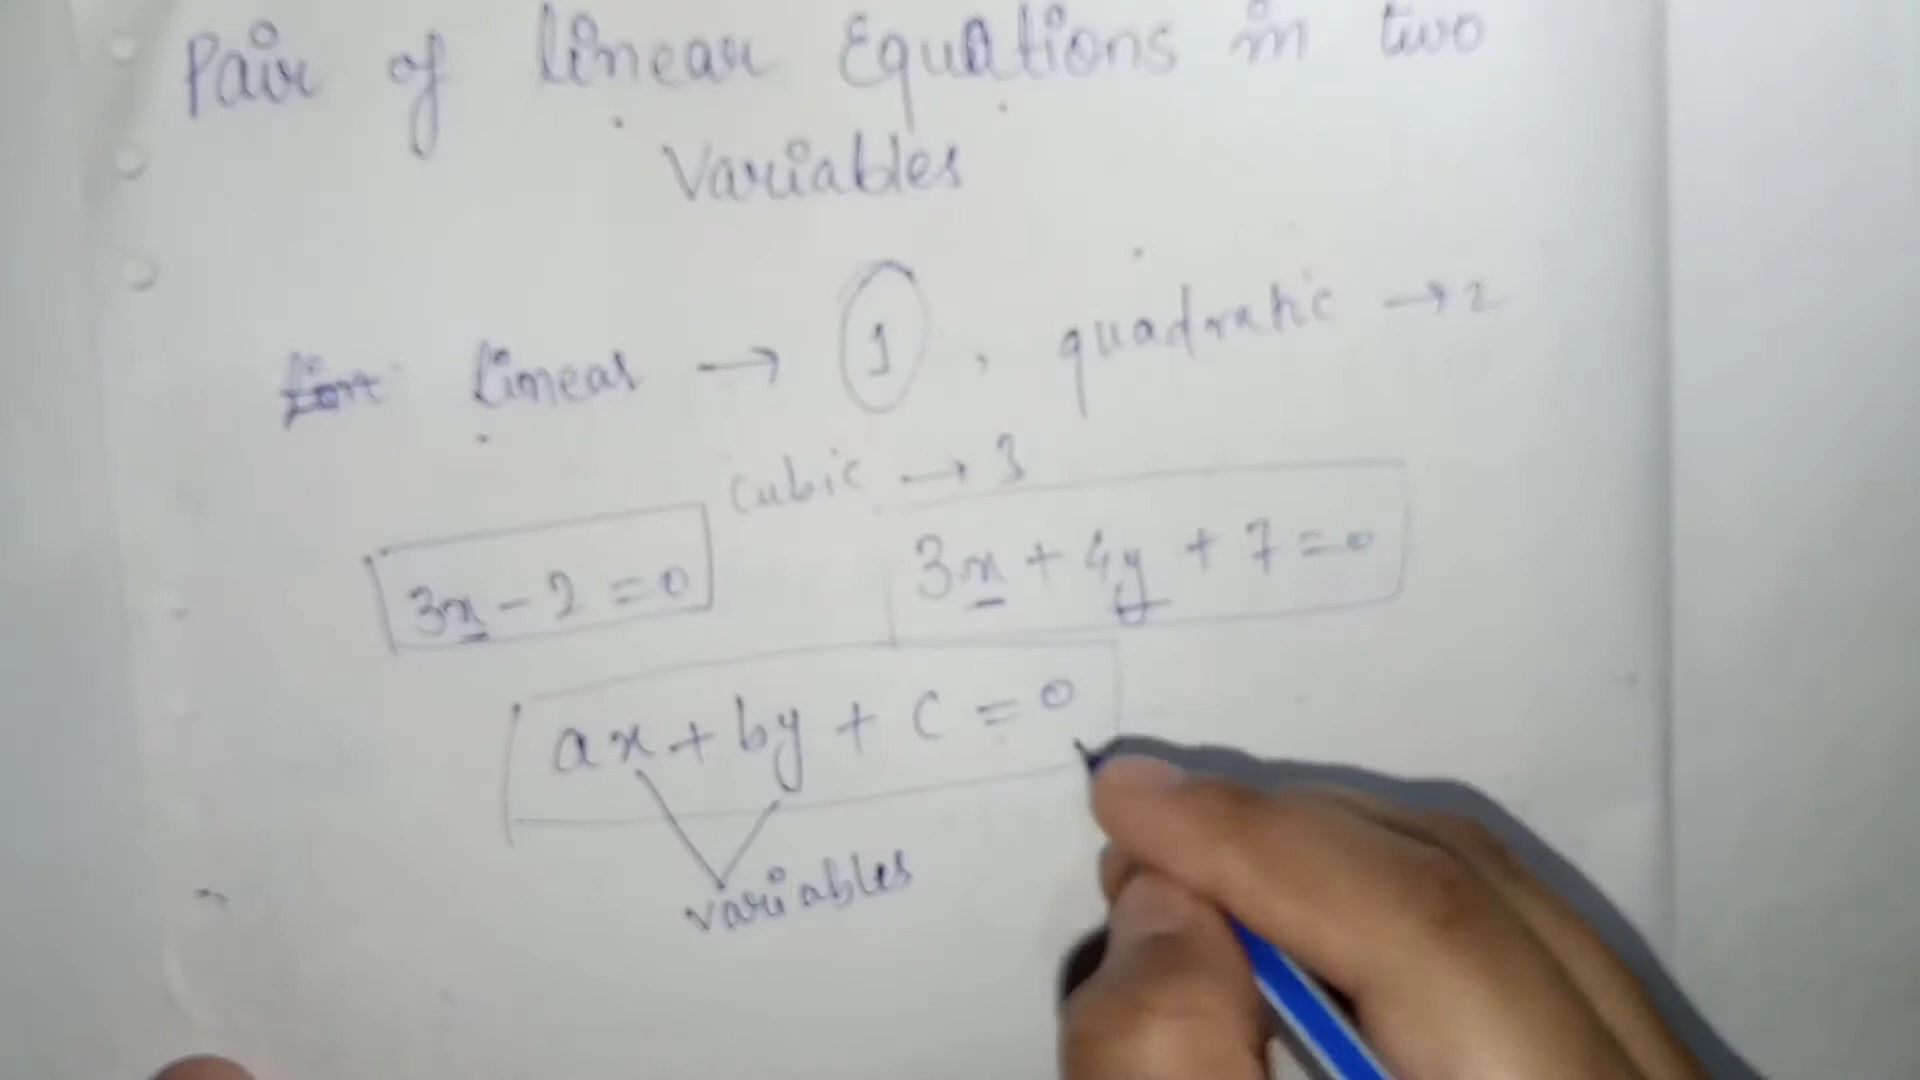 Pair of linear Equations in two
Variables
linear → 1 , quadratic → 2
cubic → 3
3x - 2 = 0
3x + 4y + 7 = 0
ax + by + c = 0
variables